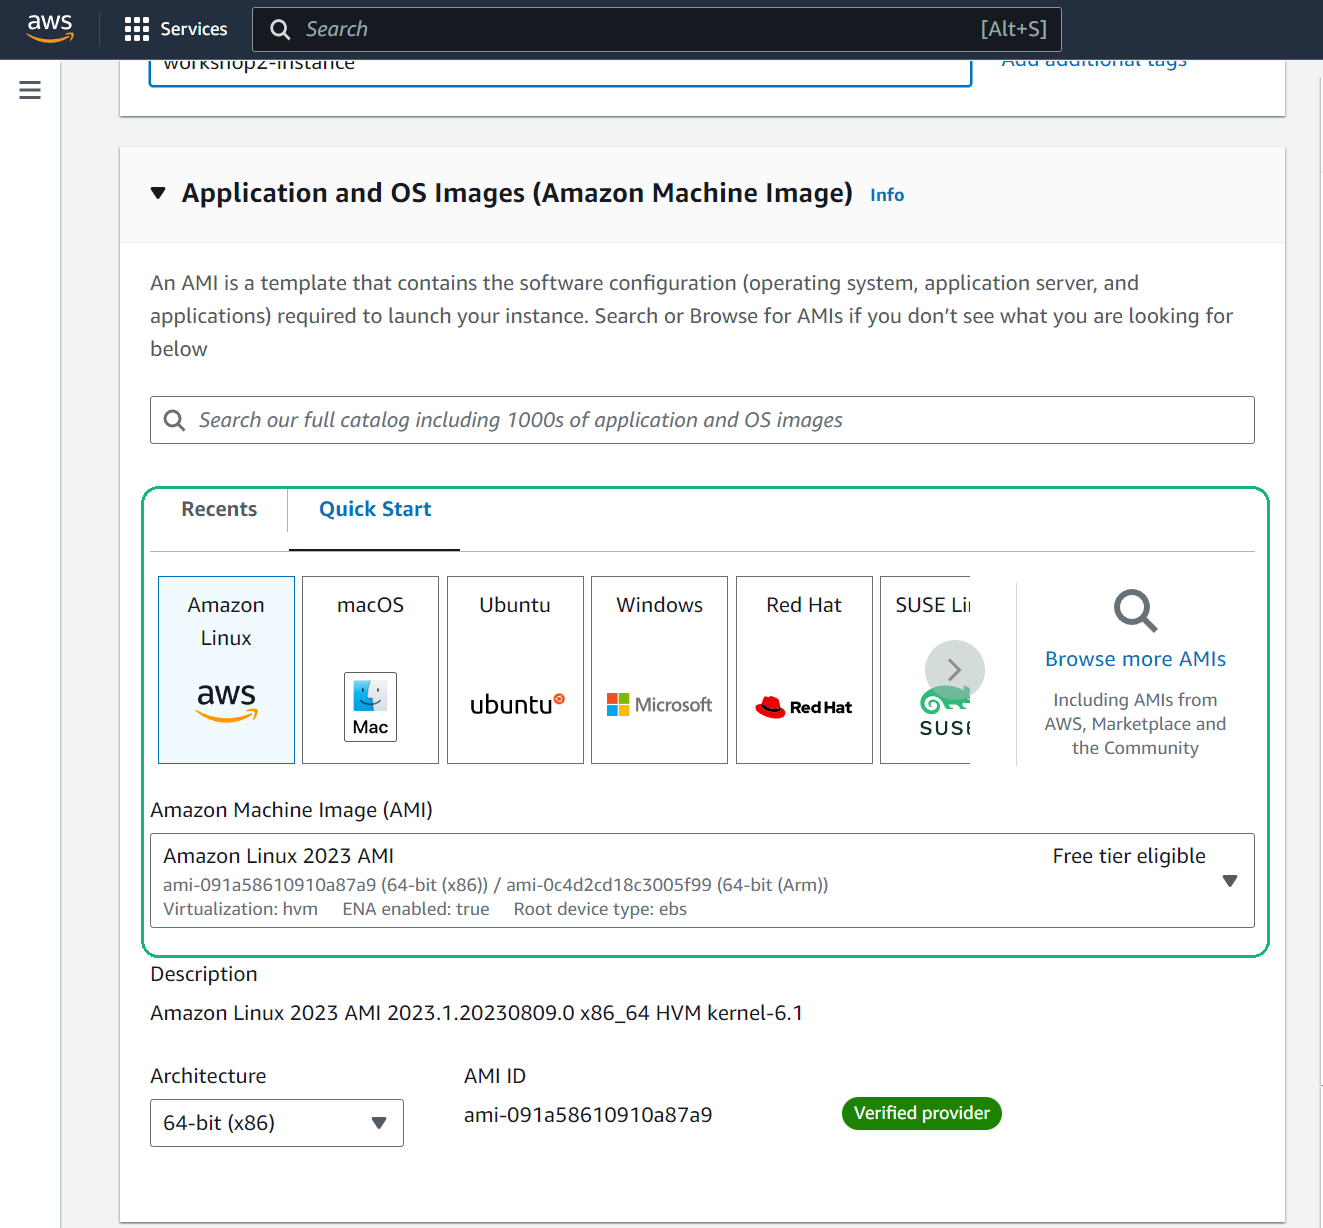 aws
Services
Search
[Alt+S]
workshop2-instance
Add additional tags
Application and OS Images (Amazon Machine Image)
Info
An AMI is a template that contains the software configuration (operating system, application server, and
applications) required to launch your instance. Search or Browse for AMIs if you don’t see what you are looking for
below
Search our full catalog including 1000s of application and OS images
Recents
Quick Start
Amazon
Linux
aws
macOS
Mac
Ubuntu
ubuntu
Windows
Microsoft
Red Hat
Red Hat
SUSE Li
SUSE
Browse more AMIs
Including AMIs from
AWS, Marketplace and
the Community
Amazon Machine Image (AMI)
Amazon Linux 2023 AMI
Free tier eligible
ami-091a58610910a87a9 (64-bit (x86)) / ami-0c4d2cd18c3005f99 (64-bit (Arm))
Virtualization: hvm ENA enabled: true Root device type: ebs
Description
Amazon Linux 2023 AMI 2023.1.20230809.0 x86_64 HVM kernel-6.1
Architecture
AMI ID
64-bit (x86)
ami-091a58610910a87a9
Verified provider